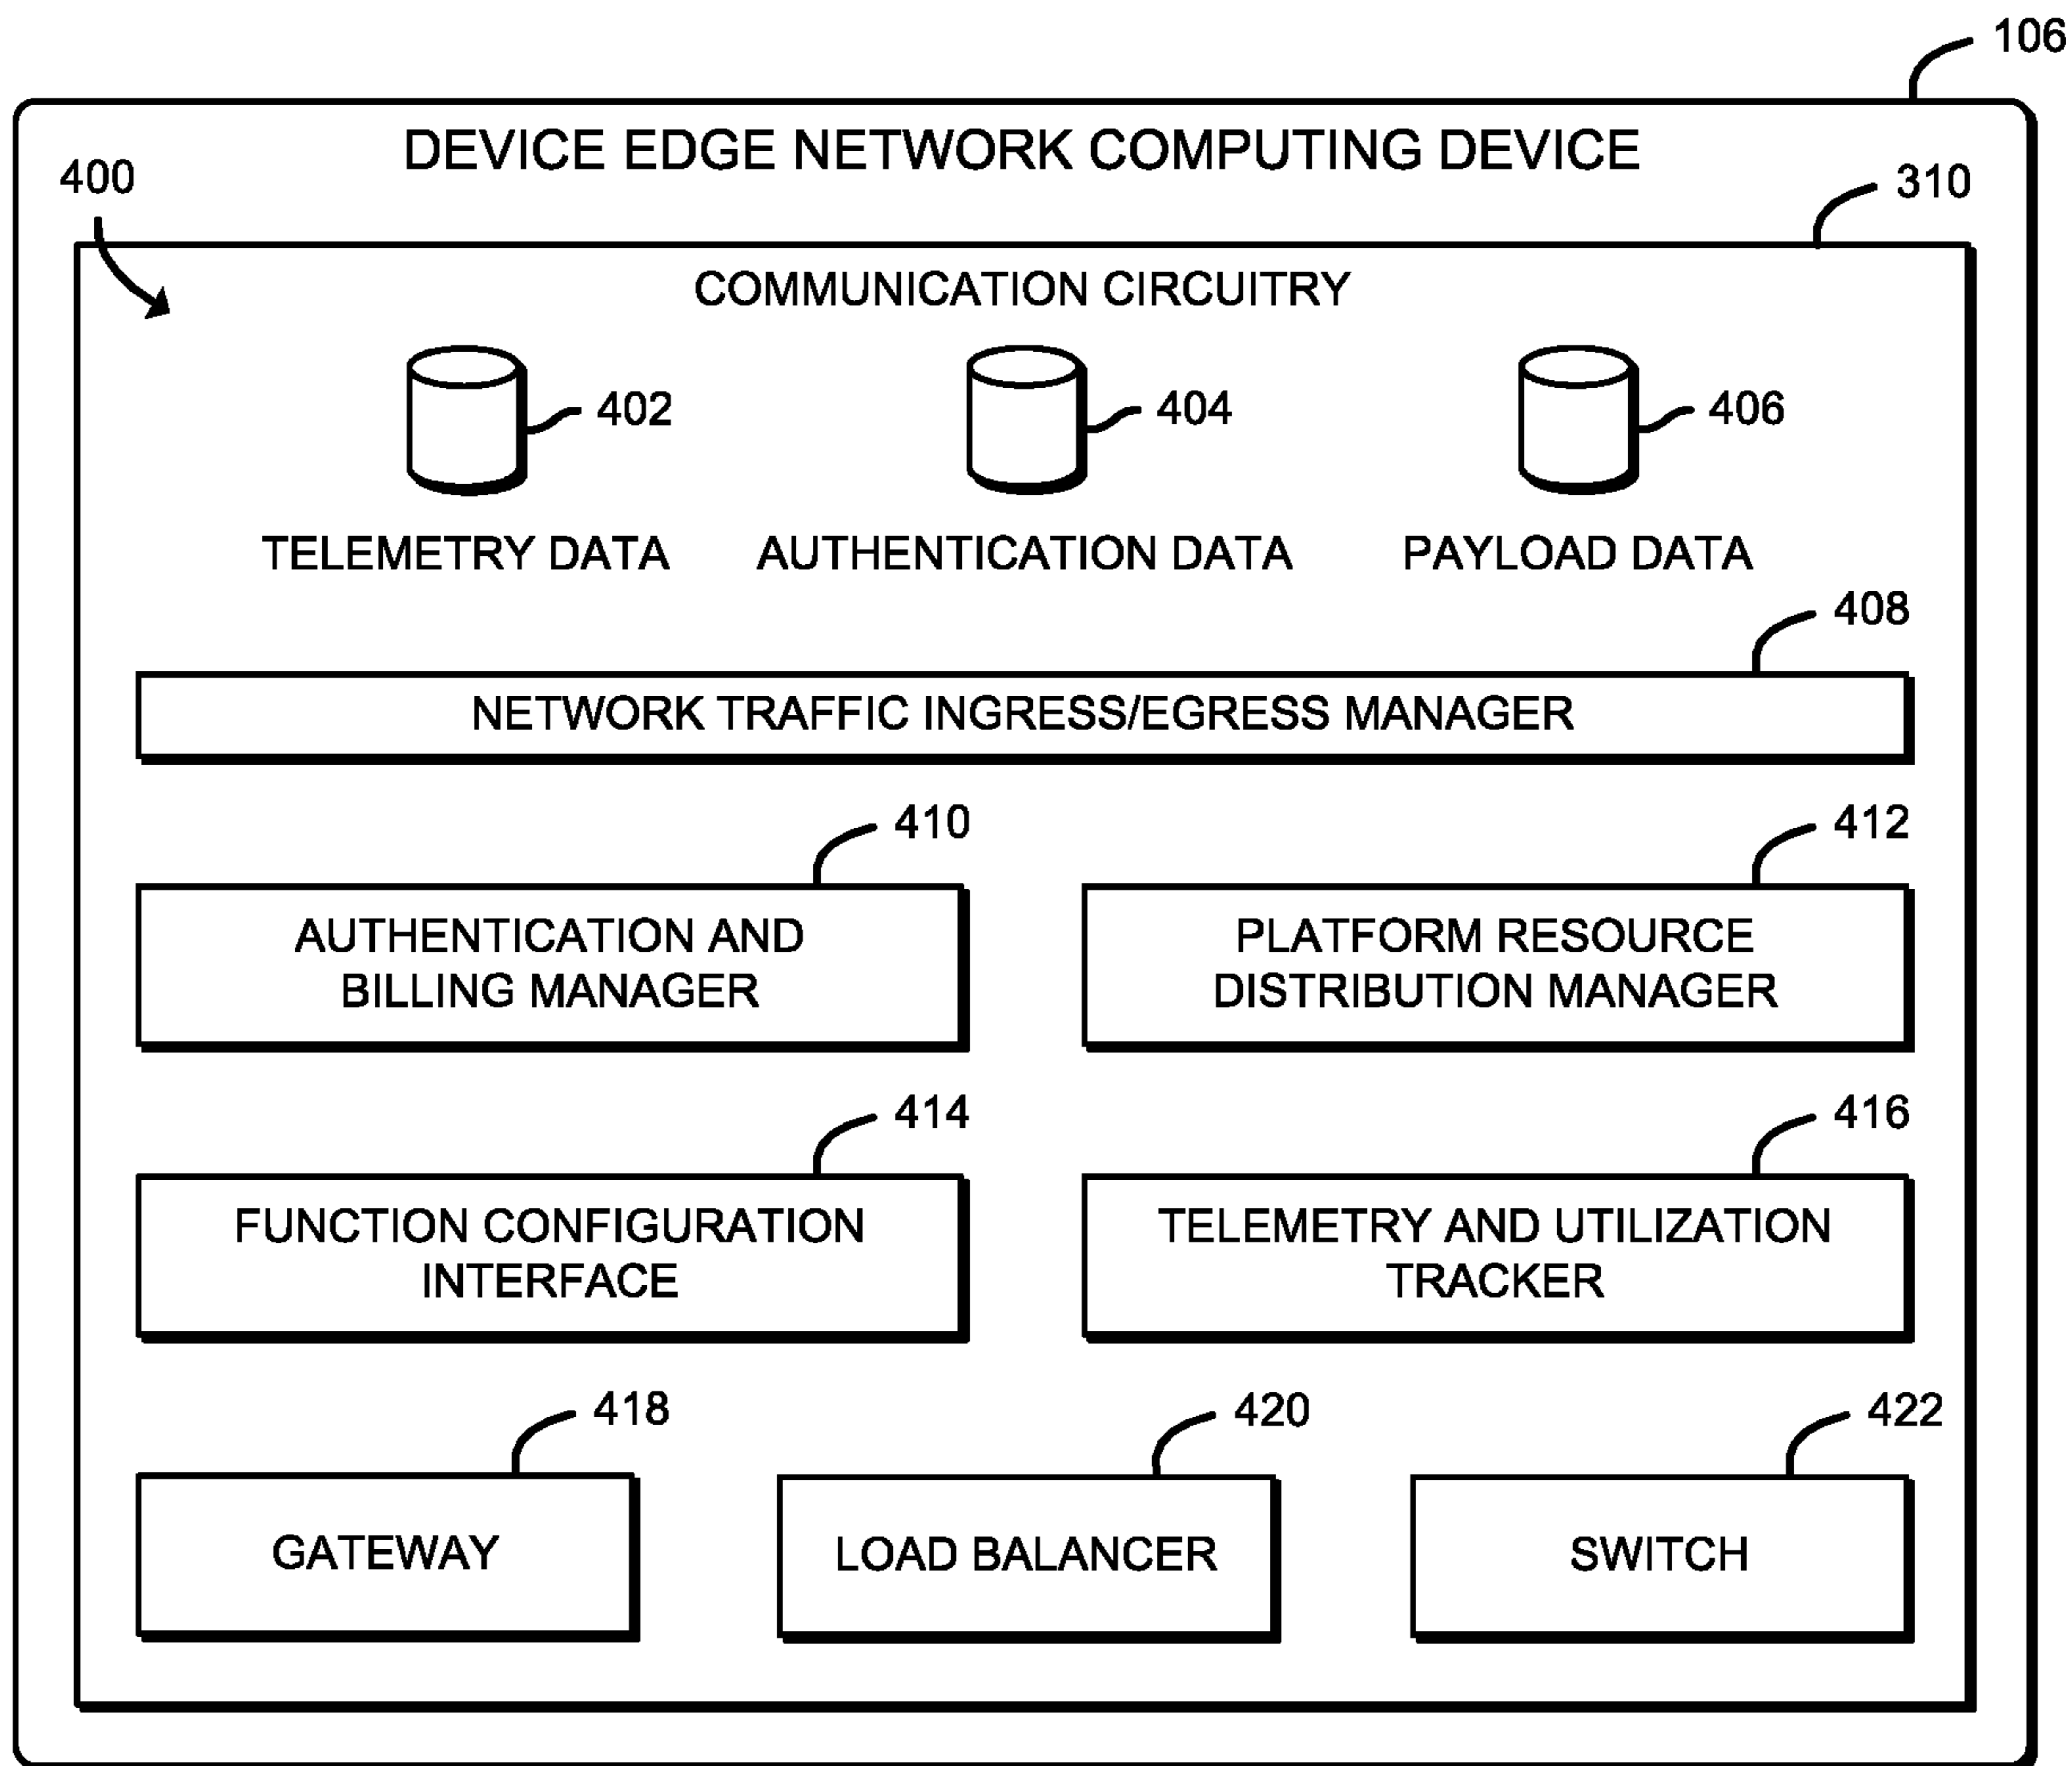 106
DEVICE EDGE NETWORK COMPUTING DEVICE
400
310
COMMUNICATION CIRCUITRY
402
404
406
TELEMETRY DATA
AUTHENTICATION DATA
PAYLOAD DATA
408
NETWORK TRAFFIC INGRESS/EGRESS MANAGER
410
412
AUTHENTICATION AND
BILLING MANAGER
PLATFORM RESOURCE
DISTRIBUTION MANAGER
414
416
FUNCTION CONFIGURATION
INTERFACE
TELEMETRY AND UTILIZATION
TRACKER
418
420
422
GATEWAY
LOAD BALANCER
SWITCH